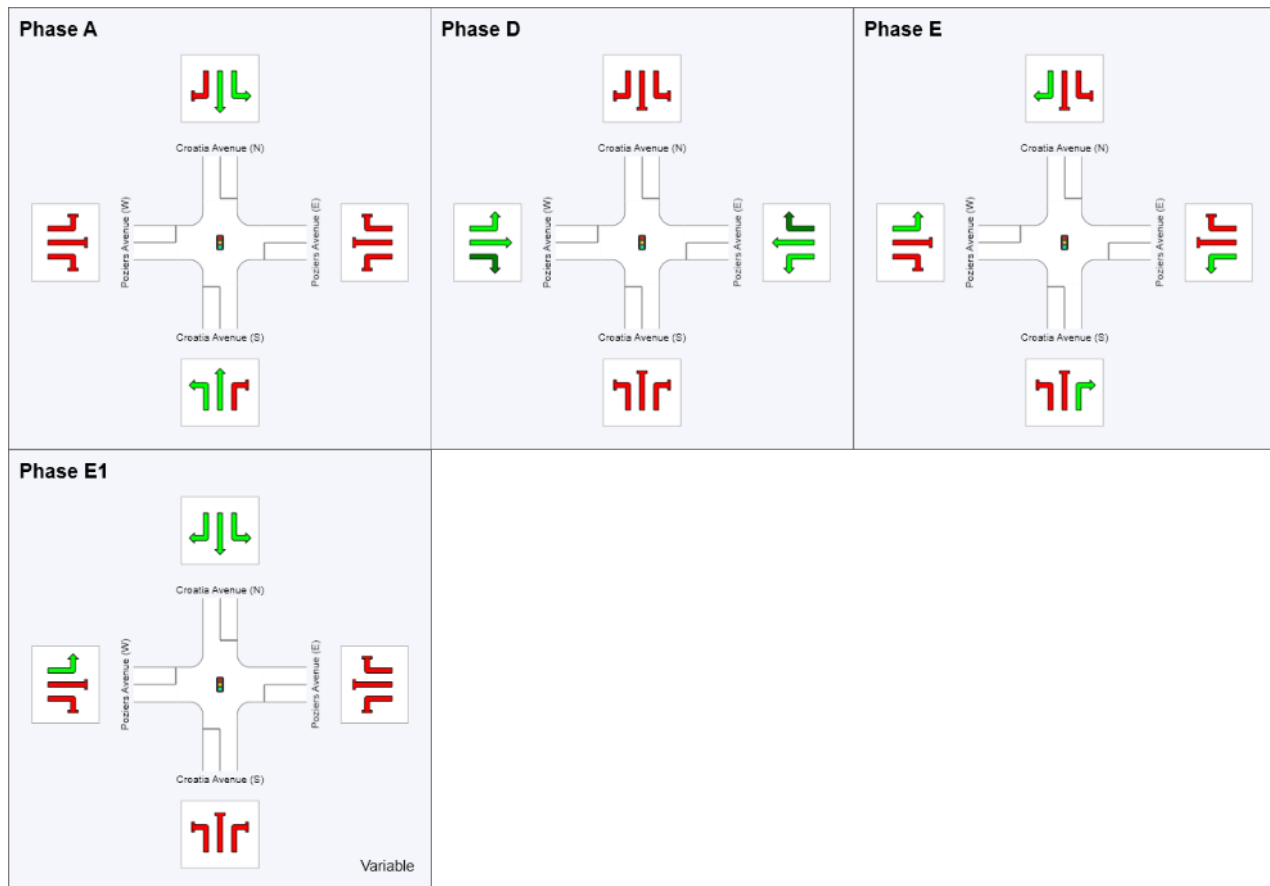 Phase A
Croatia Avenue (N)
Poziers Avenue (W)
Poziers Avenue (E)
Croatia Avenue (S)
Phase D
Croatia Avenue (N)
Poziers Avenue (W)
Poziers Avenue (E)
Croatia Avenue (S)
Phase E
Croatia Avenue (N)
Poziers Avenue (W)
Poziers Avenue (E)
Croatia Avenue (S)
Phase E1
Croatia Avenue (N)
Poziers Avenue (W)
Poziers Avenue (E)
Croatia Avenue (S)
Variable